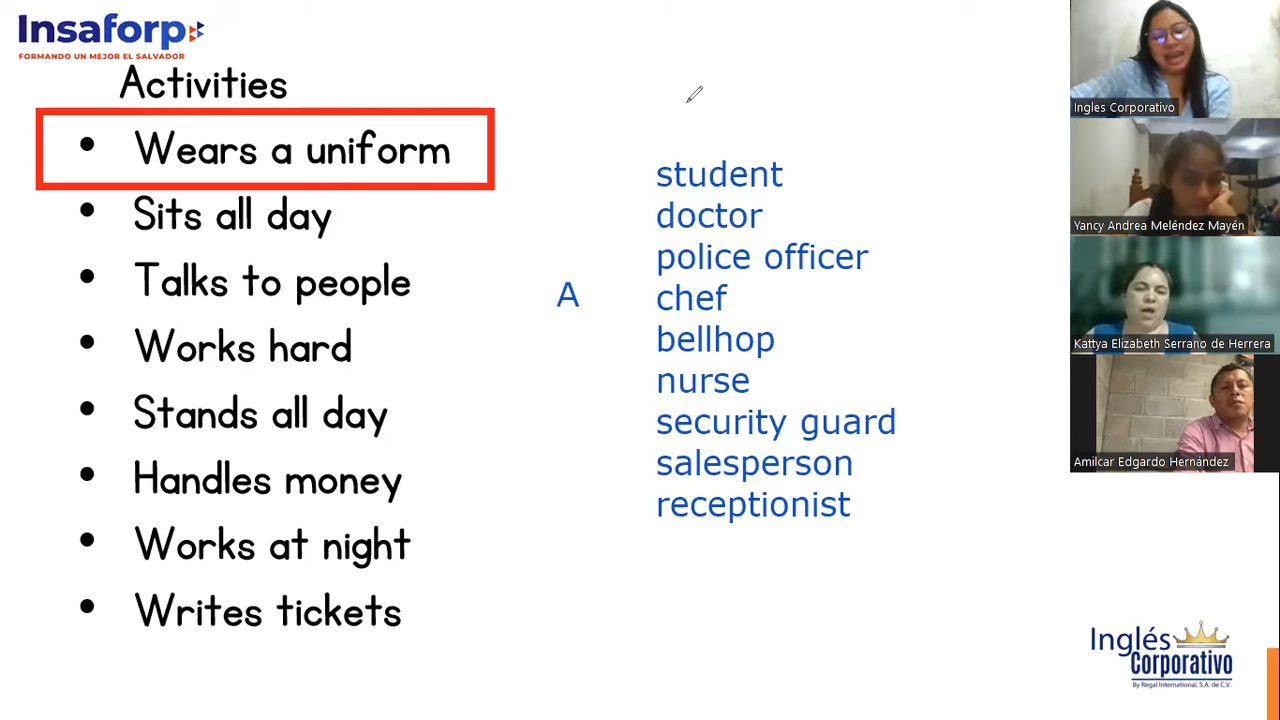 Insaforp
FORMANDO UN MEJOR EL SALVADOR
Activities
• Wears a uniform
• Sits all day
• Talks to people
• Works hard
• Stands all day
• Handles money
• Works at night
• Writes tickets
A
student
doctor
police officer
chef
bellhop
nurse
security guard
salesperson
receptionist
Ingles Corporativo
Yancy Andrea Meléndez Mayén
Kattya Elizabeth Serrano de Herrera
Amilcar Edgardo Hernández
Inglés
Corporativo
By Regal International, S.A. de C.V.